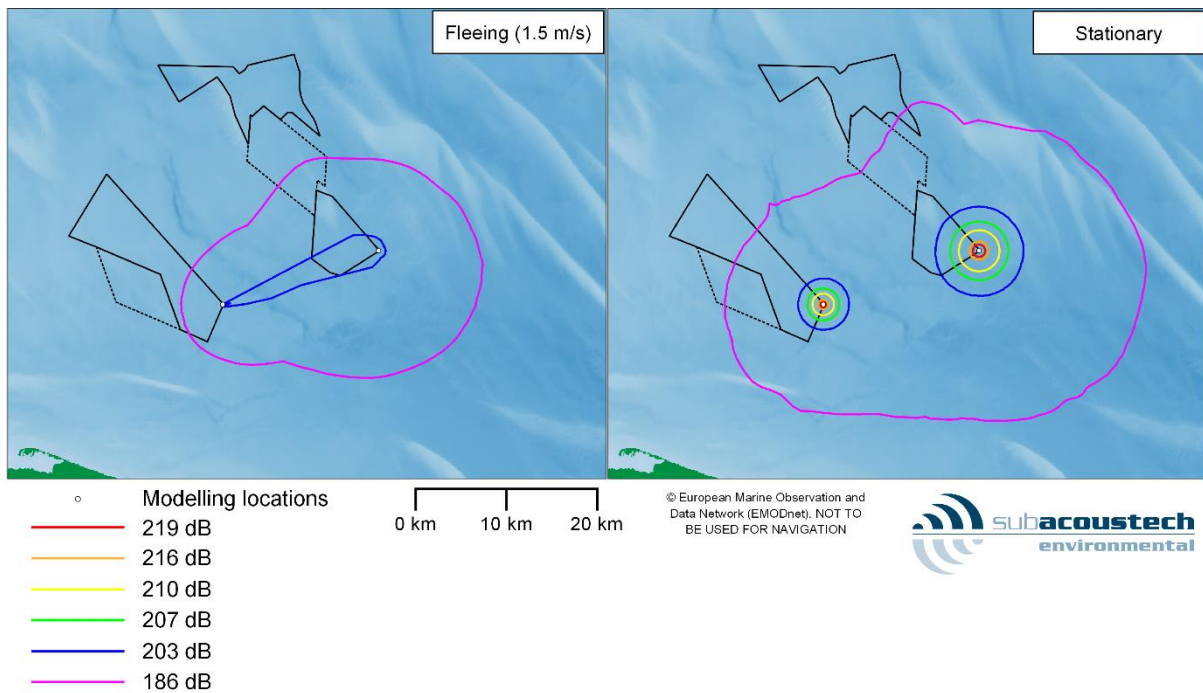 Fleeing (1.5 m/s)
Stationary
Modelling locations
219 dB
216 dB
210 dB
207 dB
203 dB
186 dB
0 km 10 km 20 km
© European Marine Observation and
Data Network (EMODnet). NOT TO
BE USED FOR NAVIGATION
subacoustech
environmental